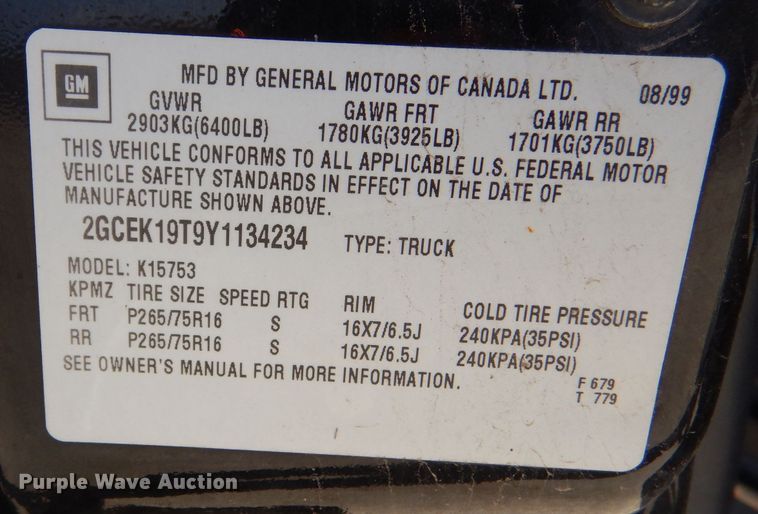 GM
MFD BY GENERAL MOTORS OF CANADA LTD. 08/99
GVWR GAWR FRT GAWR RR
2903KG(6400LB) 1780KG(3925LB) 1701KG(3750LB)
THIS VEHICLE CONFORMS TO ALL APPLICABLE U.S. FEDERAL MOTOR
VEHICLE SAFETY STANDARDS IN EFFECT ON THE DATE OF
MANUFACTURE SHOWN ABOVE.
2GCEK19T9Y1134234 TYPE: TRUCK
MODEL: K15753
KPMZ TIRE SIZE SPEED RTG RIM COLD TIRE PRESSURE
FRT P265/75R16 S 16X7/6.5J 240KPA(35PSI)
RR P265/75R16 S 16X7/6.5J 240KPA(35PSI)
SEE OWNER'S MANUAL FOR MORE INFORMATION.
F 679
T 779
Purple Wave Auction